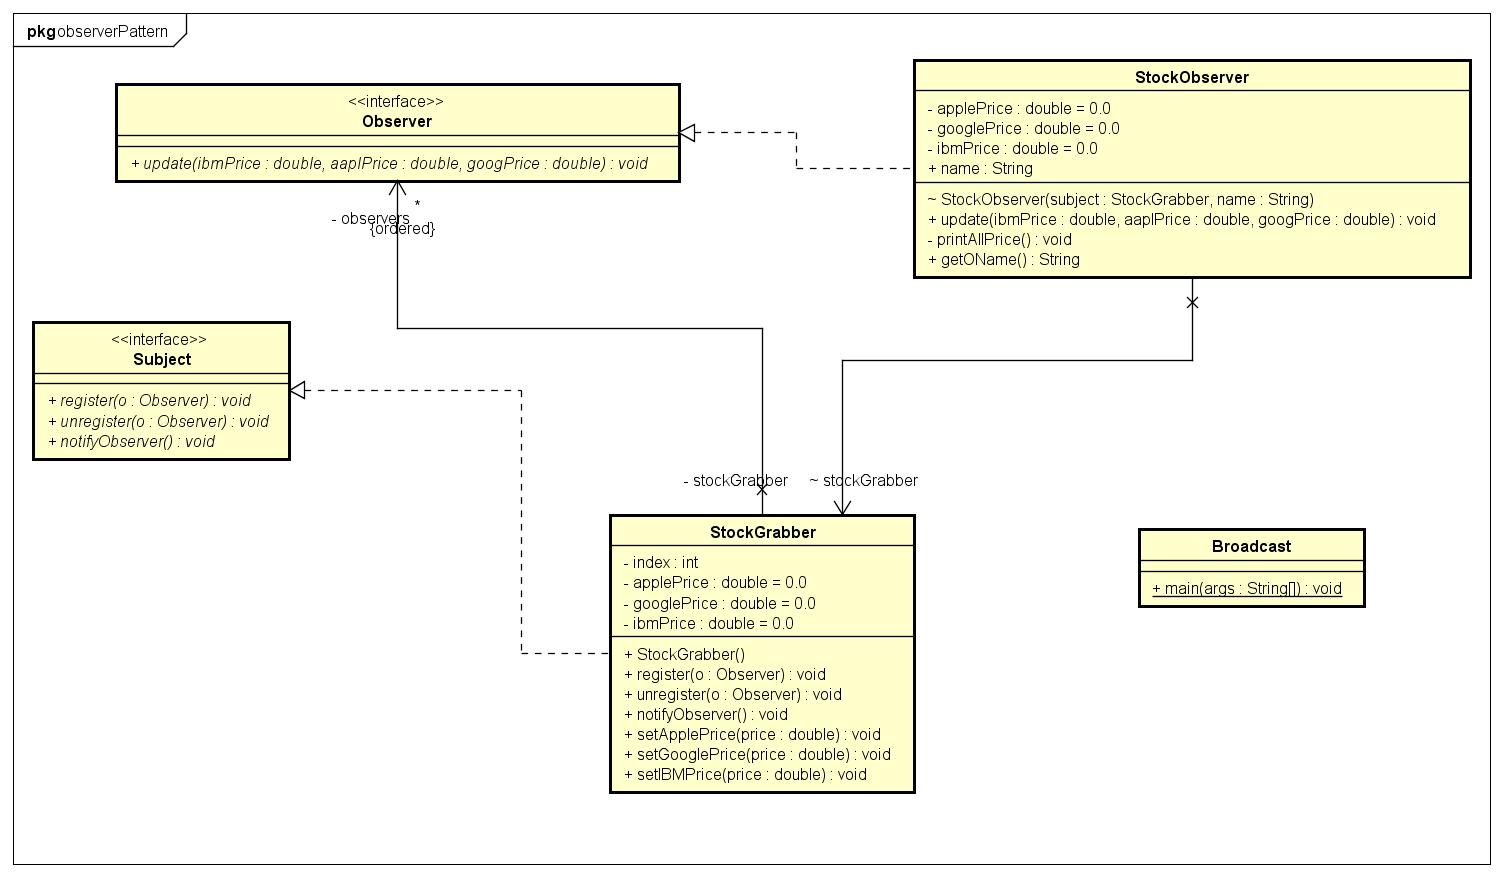 pkg observerPattern
<<interface>>
Observer
+ update(ibmPrice : double, aaplPrice : double, googPrice : double) : void
StockObserver
- applePrice : double = 0.0
- googlePrice : double = 0.0
- ibmPrice : double = 0.0
+ name : String
~ StockObserver(subject : StockGrabber, name : String)
+ update(ibmPrice : double, aaplPrice : double, googPrice : double) : void
- printAllPrice() : void
+ getOName() : String
*
- observers
{ordered}
<<interface>>
Subject
+ register(o : Observer) : void
+ unregister(o : Observer) : void
+ notifyObserver() : void
- stockGrabber
~ stockGrabber
StockGrabber
- index : int
- applePrice : double = 0.0
- googlePrice : double = 0.0
- ibmPrice : double = 0.0
+ StockGrabber()
+ register(o : Observer) : void
+ unregister(o : Observer) : void
+ notifyObserver() : void
+ setApplePrice(price : double) : void
+ setGooglePrice(price : double) : void
+ setIBMPrice(price : double) : void
Broadcast
+ main(args : String[]) : void